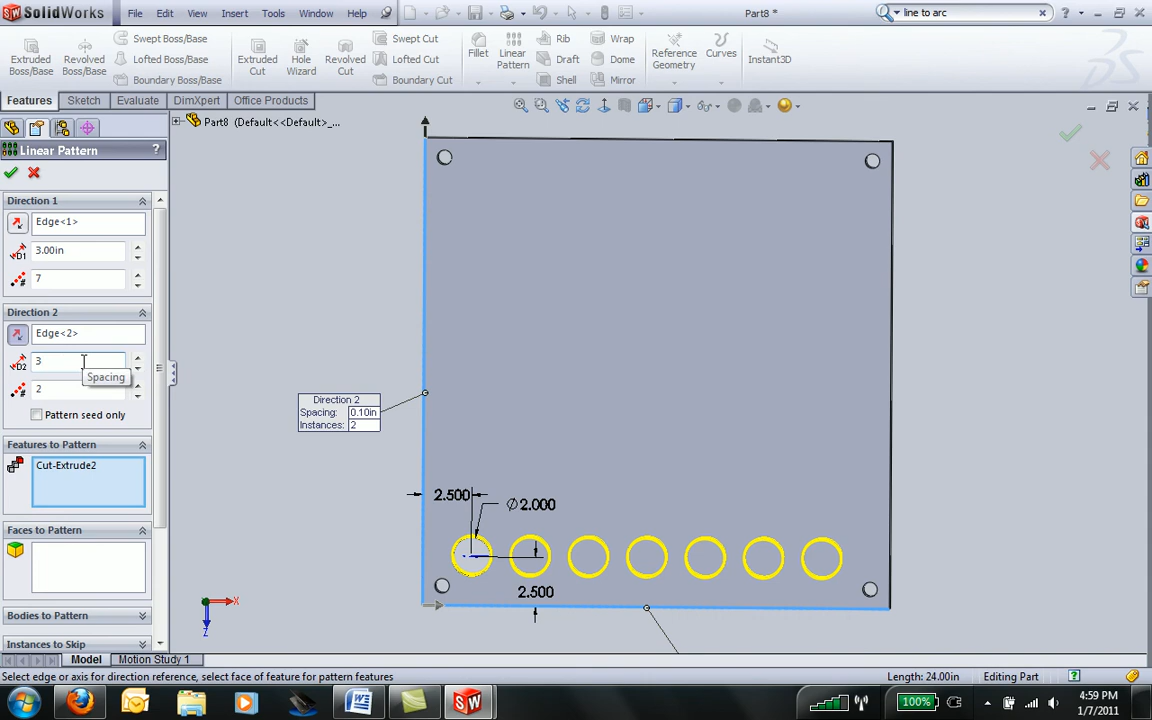 SolidWorks File Edit View Insert Tools Window Help Part8 * line to arc
Extruded Boss/Base Revolved Boss/Base Swept Boss/Base Lofted Boss/Base Boundary Boss/Base Extruded Cut Hole Wizard Revolved Cut Swept Cut Lofted Cut Boundary Cut Fillet Linear Pattern Rib Draft Shell Wrap Dome Mirror Reference Geometry Curves Instant3D
Features Sketch Evaluate DimXpert Office Products
Part8 (Default<<Default>_...
Linear Pattern ?
Direction 1
Edge<1>
D1 3.00in
7
Direction 2
Edge<2>
D2 3
Spacing
2
Pattern seed only
Features to Pattern
Cut-Extrude2
Faces to Pattern
Bodies to Pattern
Instances to Skip
Direction 2
Spacing: 0.10in
Instances: 2
2.500
Ø2.000
2.500
X
Z
Model Motion Study 1
Select edge or axis for direction reference, select face of feature for pattern features Length: 24.00in Editing Part
100% 4:59 PM
1/7/2011